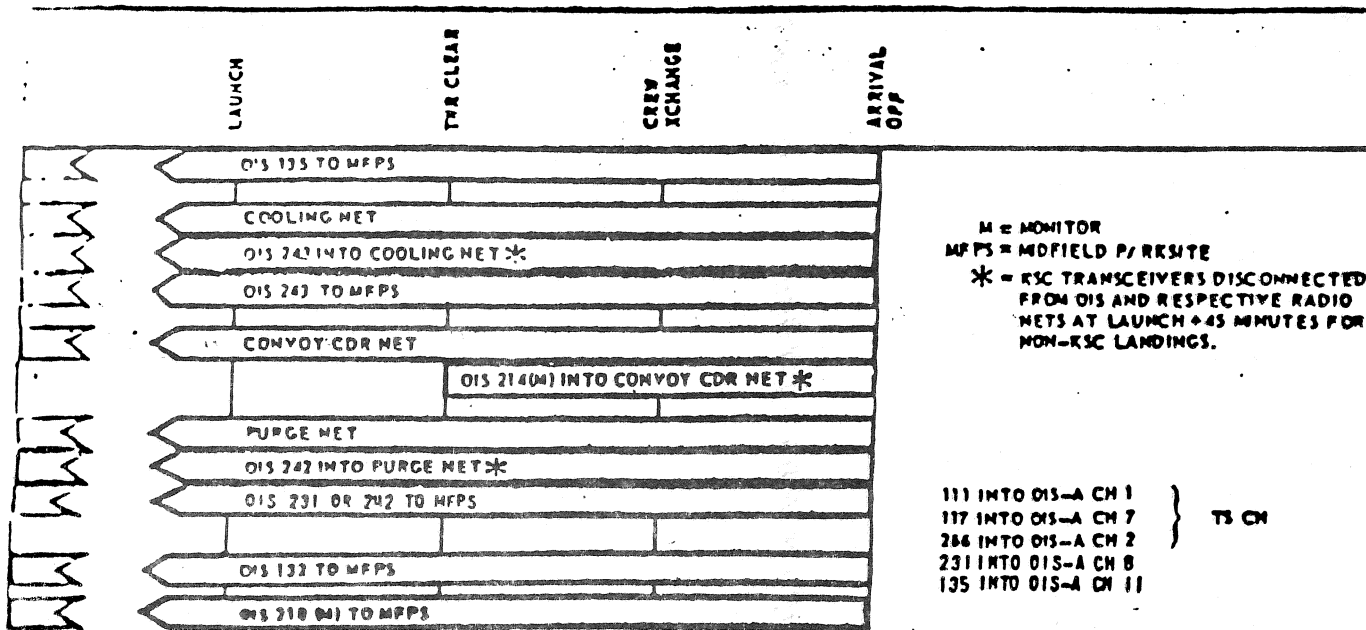 LAUNCH
TWR CLEAR
CREW
XCHANGE
ARRIVAL
OPF
OIS 135 TO MFPS
COOLING NET
INTO COOLING NET *
OIS 243 TO MFPS
CONVOY CDR NET
OIS 214(M) INTO CONVOY CDR NET *
PURGE NET
OIS 242 INTO PURGE NET *
OIS 231 OR 242 TO MFPS
OIS 132 TO MFPS
OIS 218 (M) TO MFPS
M = MONITOR
MFPS = MDFIELD P/RKSITE
* = KSC TRANSCEIVERS DISCONNECTED
FROM OIS AND RESPECTIVE RADIO
NETS AT LAUNCH +45 MINUTES FOR
NON-KSC LANDINGS.
111 INTO OIS-A CH 1
117 INTO OIS-A CH 7
INTO OIS-A CH 2
TS CH
231 INTO OIS-A CH 8
135 INTO OIS-A CH 11